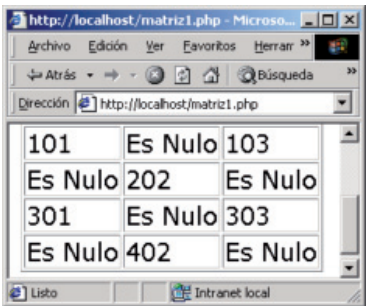 http://localhost/matriz1.php - Microso...
Archivo Edición Ver Favoritos Herrar »
Atrás Búsqueda »
Dirección http://localhost/matriz1.php
101 Es Nulo 103
Es Nulo 202 Es Nulo
301 Es Nulo 303
Es Nulo 402 Es Nulo
Listo Intranet local